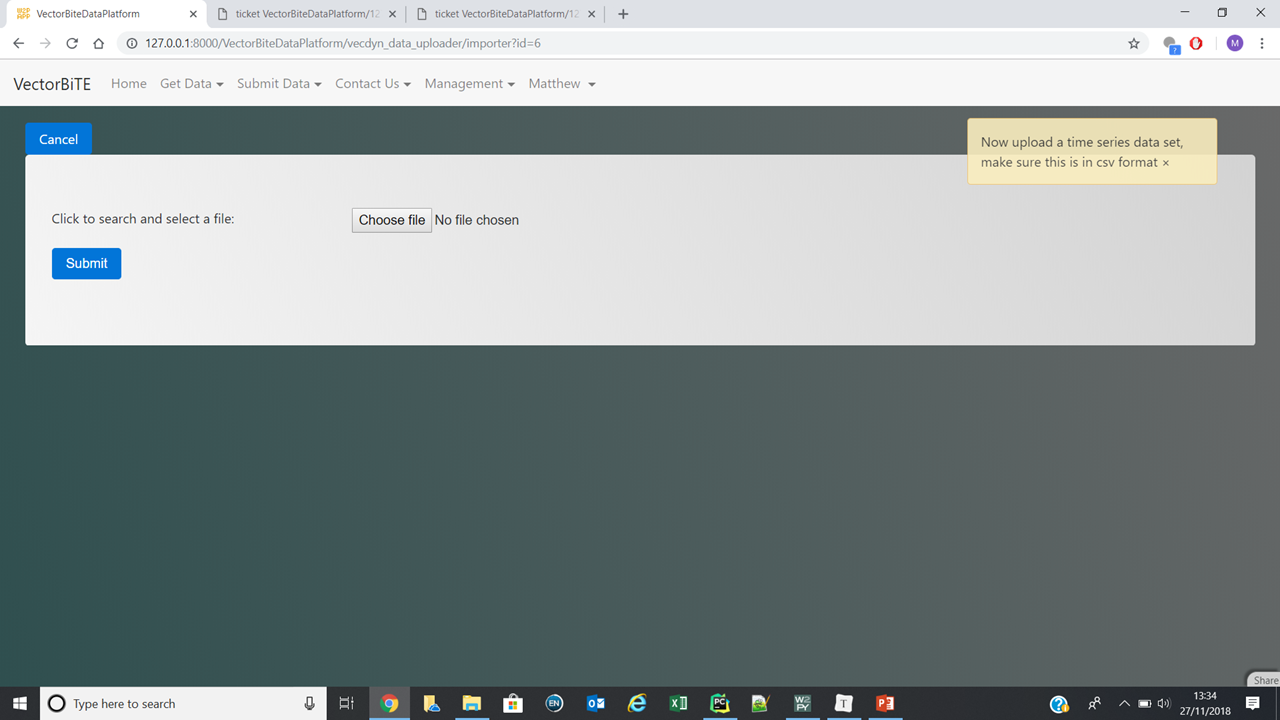 VectorBiteDataPlatform
ticket VectorBiteDataPlatform/12
ticket VectorBiteDataPlatform/12
127.0.0.1:8000/VectorBiteDataPlatform/vecdyn_data_uploader/importer?id=6
M
VectorBiTE Home Get Data Submit Data Contact Us Management Matthew
Cancel
Now upload a time series data set,
make sure this is in csv format ×
Click to search and select a file: Choose file No file chosen
Submit
Share
Type here to search
EN
PC
W2
PY
T
13:34
27/11/2018